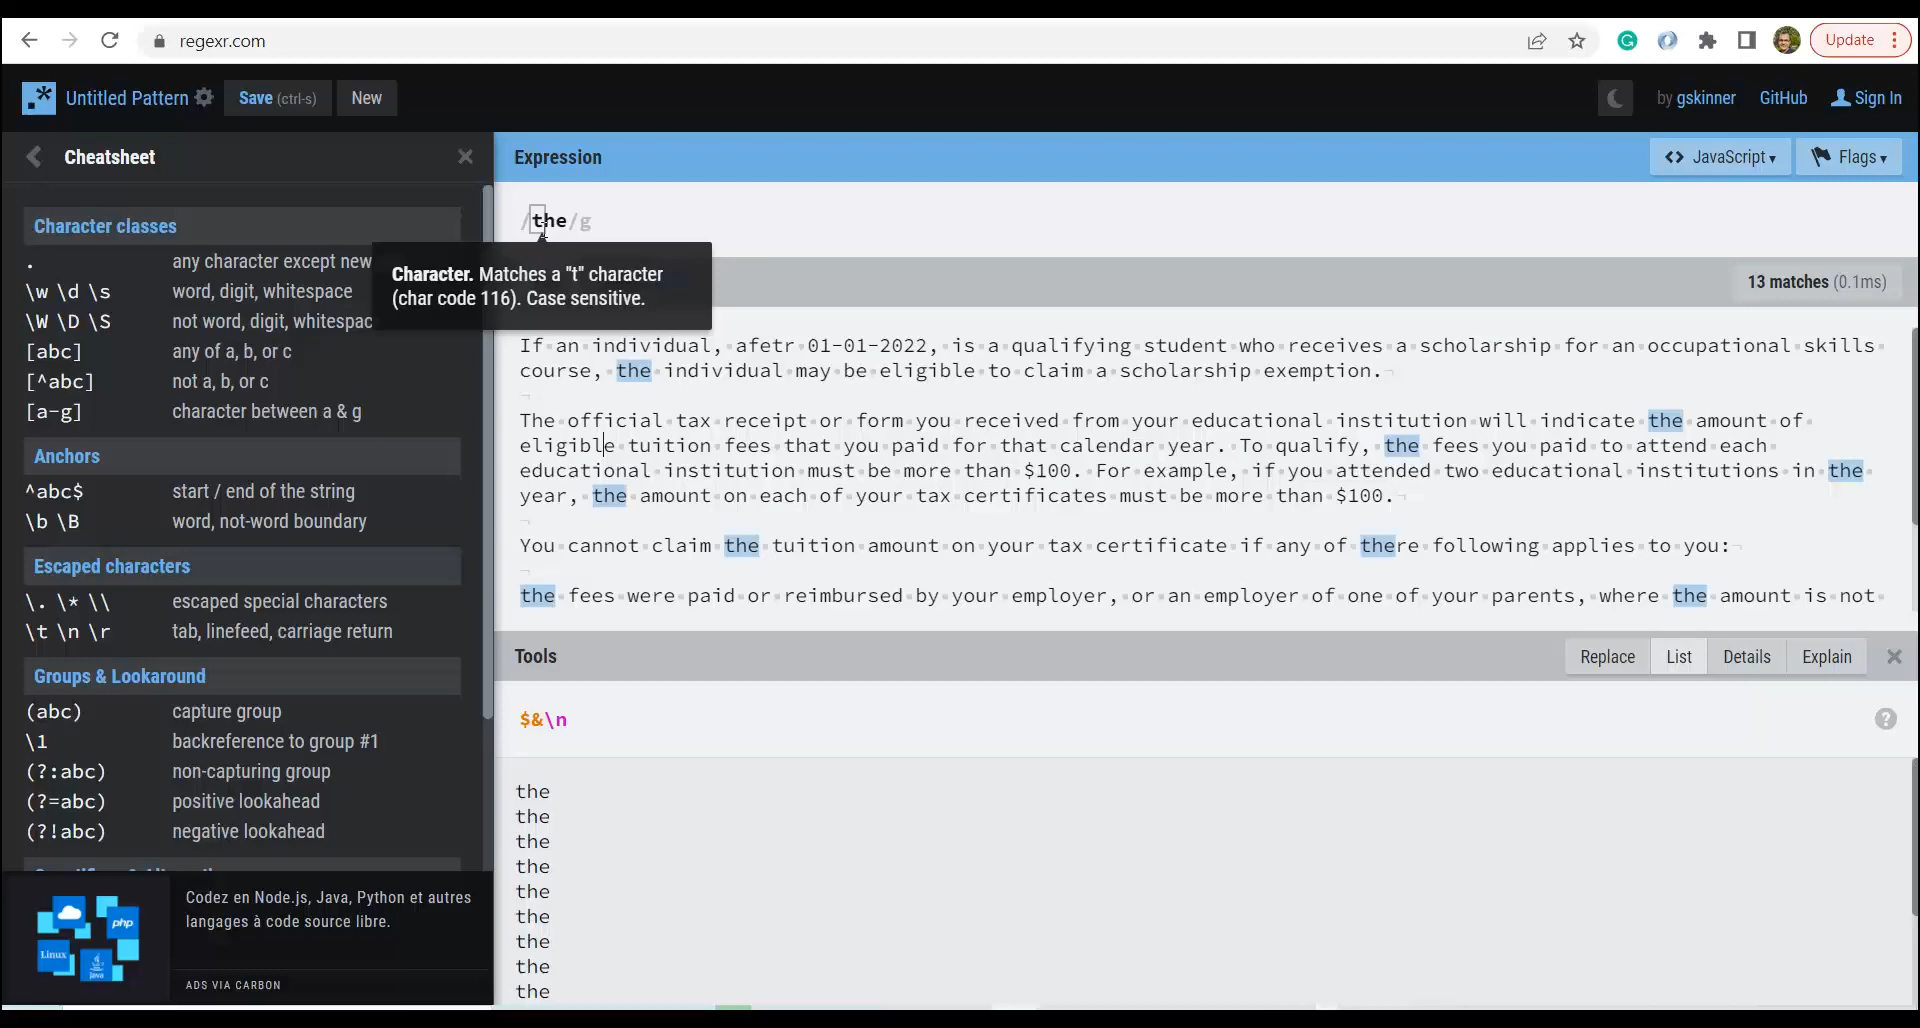 regexr.com
Update
Untitled Pattern
Save (ctrl-s)
New
by gskinner
GitHub
Sign In
Cheatsheet
Character classes
. any character except new
\w \d \s word, digit, whitespace
\W \D \S not word, digit, whitespac
[abc] any of a, b, or c
[^abc] not a, b, or c
[a-g] character between a & g
Anchors
^abc$ start / end of the string
\b \B word, not-word boundary
Escaped characters
\. \* \\ escaped special characters
\t \n \r tab, linefeed, carriage return
Groups & Lookaround
(abc) capture group
\1 backreference to group #1
(?:abc) non-capturing group
(?=abc) positive lookahead
(?!abc) negative lookahead
Codez en Node.js, Java, Python et autres
langages à code source libre.
ADS VIA CARBON
php
Linux
Java
Expression
<> JavaScript
Flags
/the/g
Character. Matches a "t" character
(char code 116). Case sensitive.
13 matches (0.1ms)
If an individual, afetr 01-01-2022, is a qualifying student who receives a scholarship for an occupational skills
course, the individual may be eligible to claim a scholarship exemption.
The official tax receipt or form you received from your educational institution will indicate the amount of
eligible tuition fees that you paid for that calendar year. To qualify, the fees you paid to attend each
educational institution must be more than $100. For example, if you attended two educational institutions in the
year, the amount on each of your tax certificates must be more than $100.
You cannot claim the tuition amount on your tax certificate if any of there following applies to you:
the fees were paid or reimbursed by your employer, or an employer of one of your parents, where the amount is not
Tools
Replace
List
Details
Explain
$&\n
the
the
the
the
the
the
the
the
the